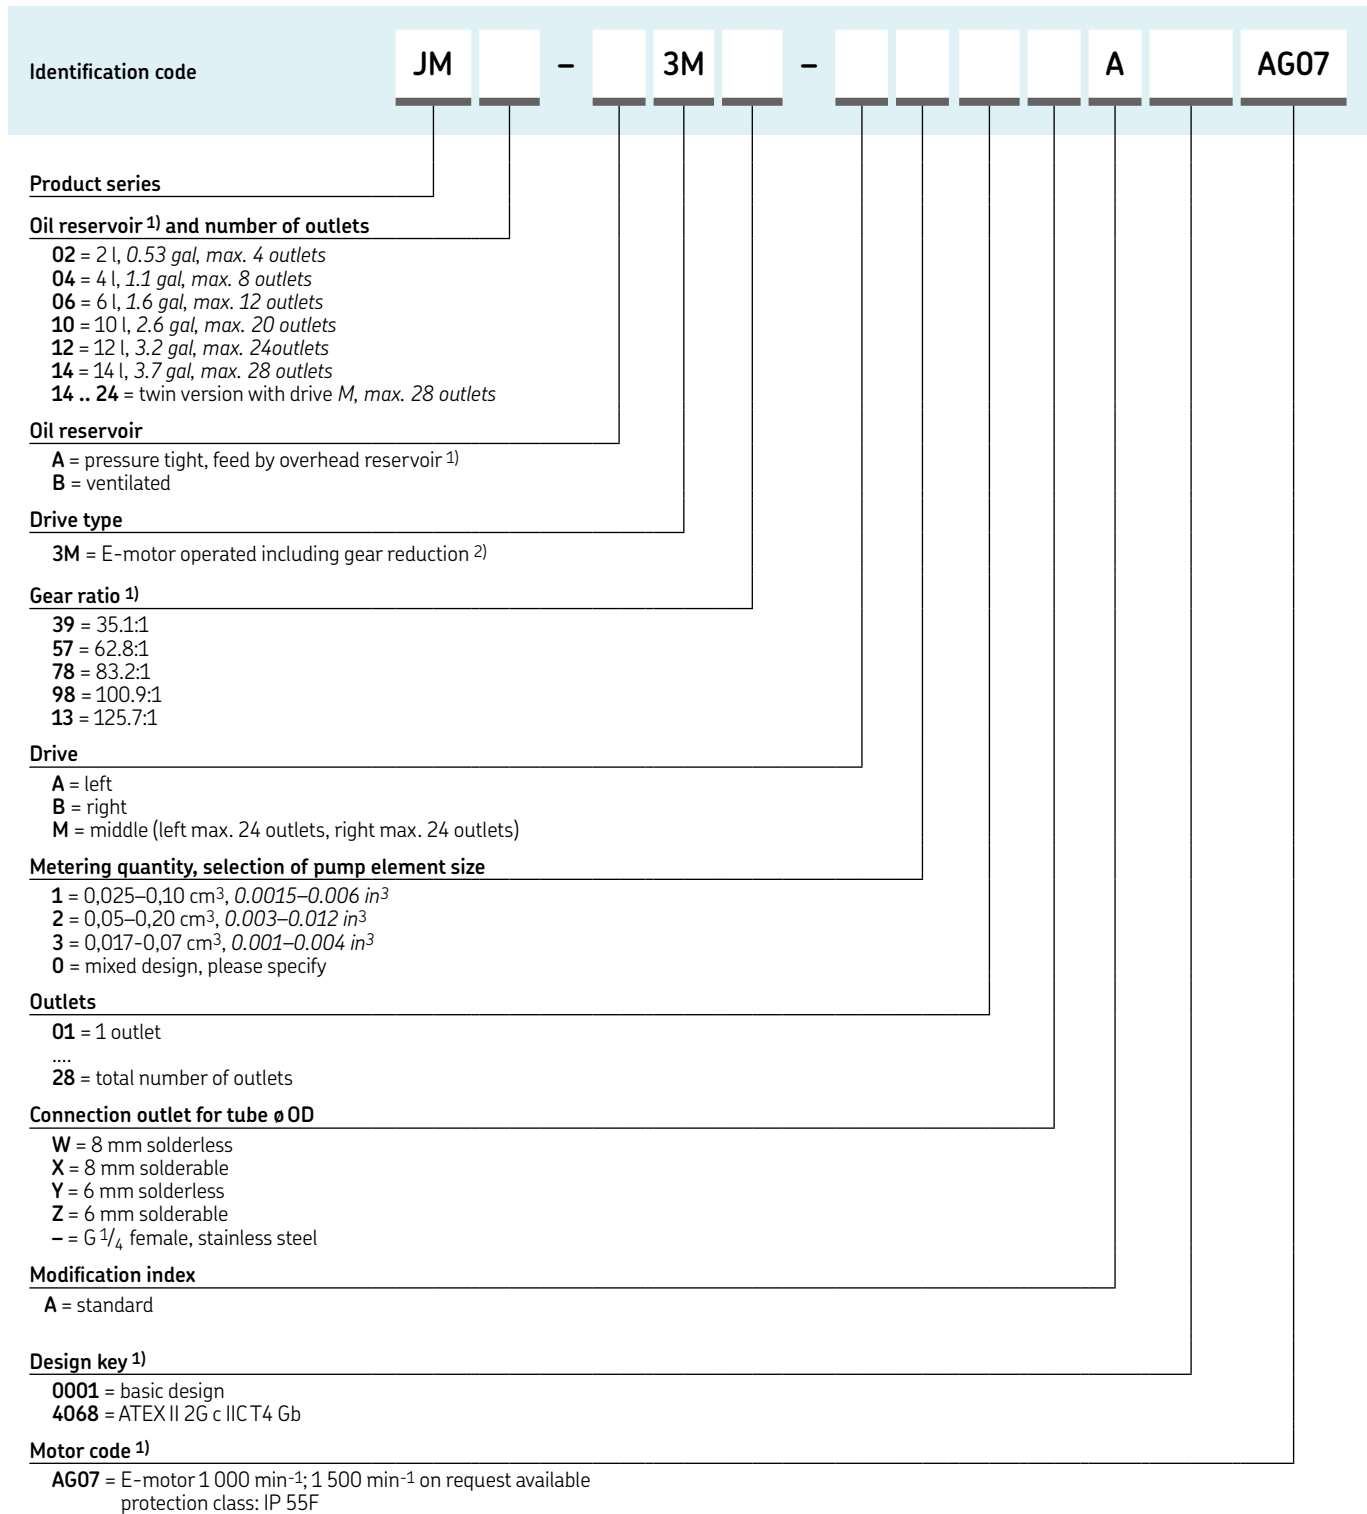 Identification code JM – 3M – A AG07
Product series
Oil reservoir 1) and number of outlets
02 = 2 l, 0.53 gal, max. 4 outlets
04 = 4 l, 1.1 gal, max. 8 outlets
06 = 6 l, 1.6 gal, max. 12 outlets
10 = 10 l, 2.6 gal, max. 20 outlets
12 = 12 l, 3.2 gal, max. 24outlets
14 = 14 l, 3.7 gal, max. 28 outlets
14 .. 24 = twin version with drive M, max. 28 outlets
Oil reservoir
A = pressure tight, feed by overhead reservoir 1)
B = ventilated
Drive type
3M = E-motor operated including gear reduction 2)
Gear ratio 1)
39 = 35.1:1
57 = 62.8:1
78 = 83.2:1
98 = 100.9:1
13 = 125.7:1
Drive
A = left
B = right
M = middle (left max. 24 outlets, right max. 24 outlets)
Metering quantity, selection of pump element size
1 = 0,025–0,10 cm3, 0.0015–0.006 in3
2 = 0,05–0,20 cm3, 0.003–0.012 in3
3 = 0,017-0,07 cm3, 0.001–0.004 in3
0 = mixed design, please specify
Outlets
01 = 1 outlet
....
28 = total number of outlets
Connection outlet for tube ø OD
W = 8 mm solderless
X = 8 mm solderable
Y = 6 mm solderless
Z = 6 mm solderable
– = G 1/4 female, stainless steel
Modification index
A = standard
Design key 1)
0001 = basic design
4068 = ATEX II 2G c IIC T4 Gb
Motor code 1)
AG07 = E-motor 1 000 min-1; 1 500 min-1 on request available
protection class: IP 55F